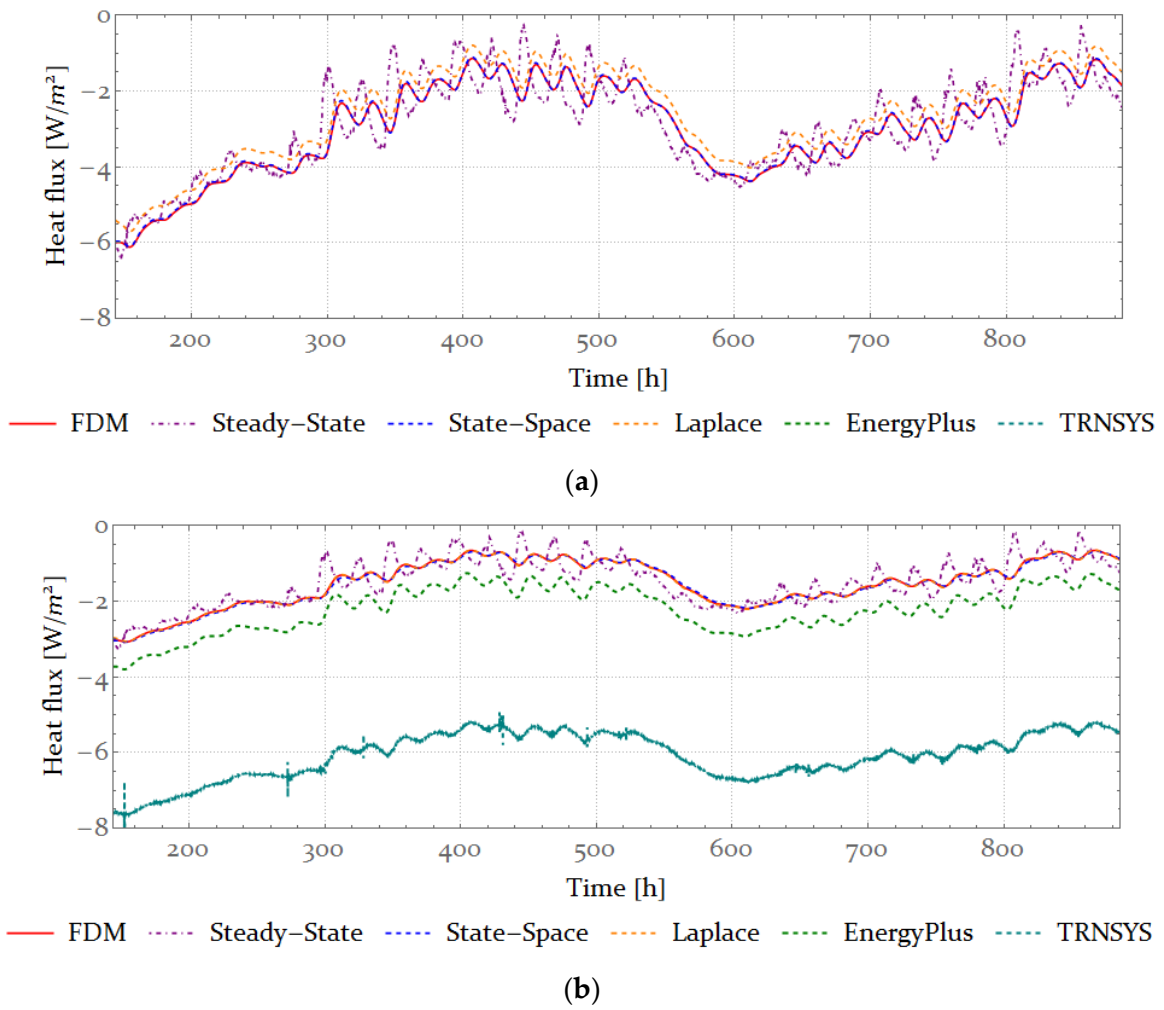 0
−2
−4
−6
−8
Heat flux [W/m²]
200 300 400 500 600 700 800
Time [h]
FDM Steady−State State−Space Laplace EnergyPlus TRNSYS
(a)
0
−2
−4
−6
−8
Heat flux [W/m²]
200 300 400 500 600 700 800
Time [h]
FDM Steady−State State−Space Laplace EnergyPlus TRNSYS
(b)